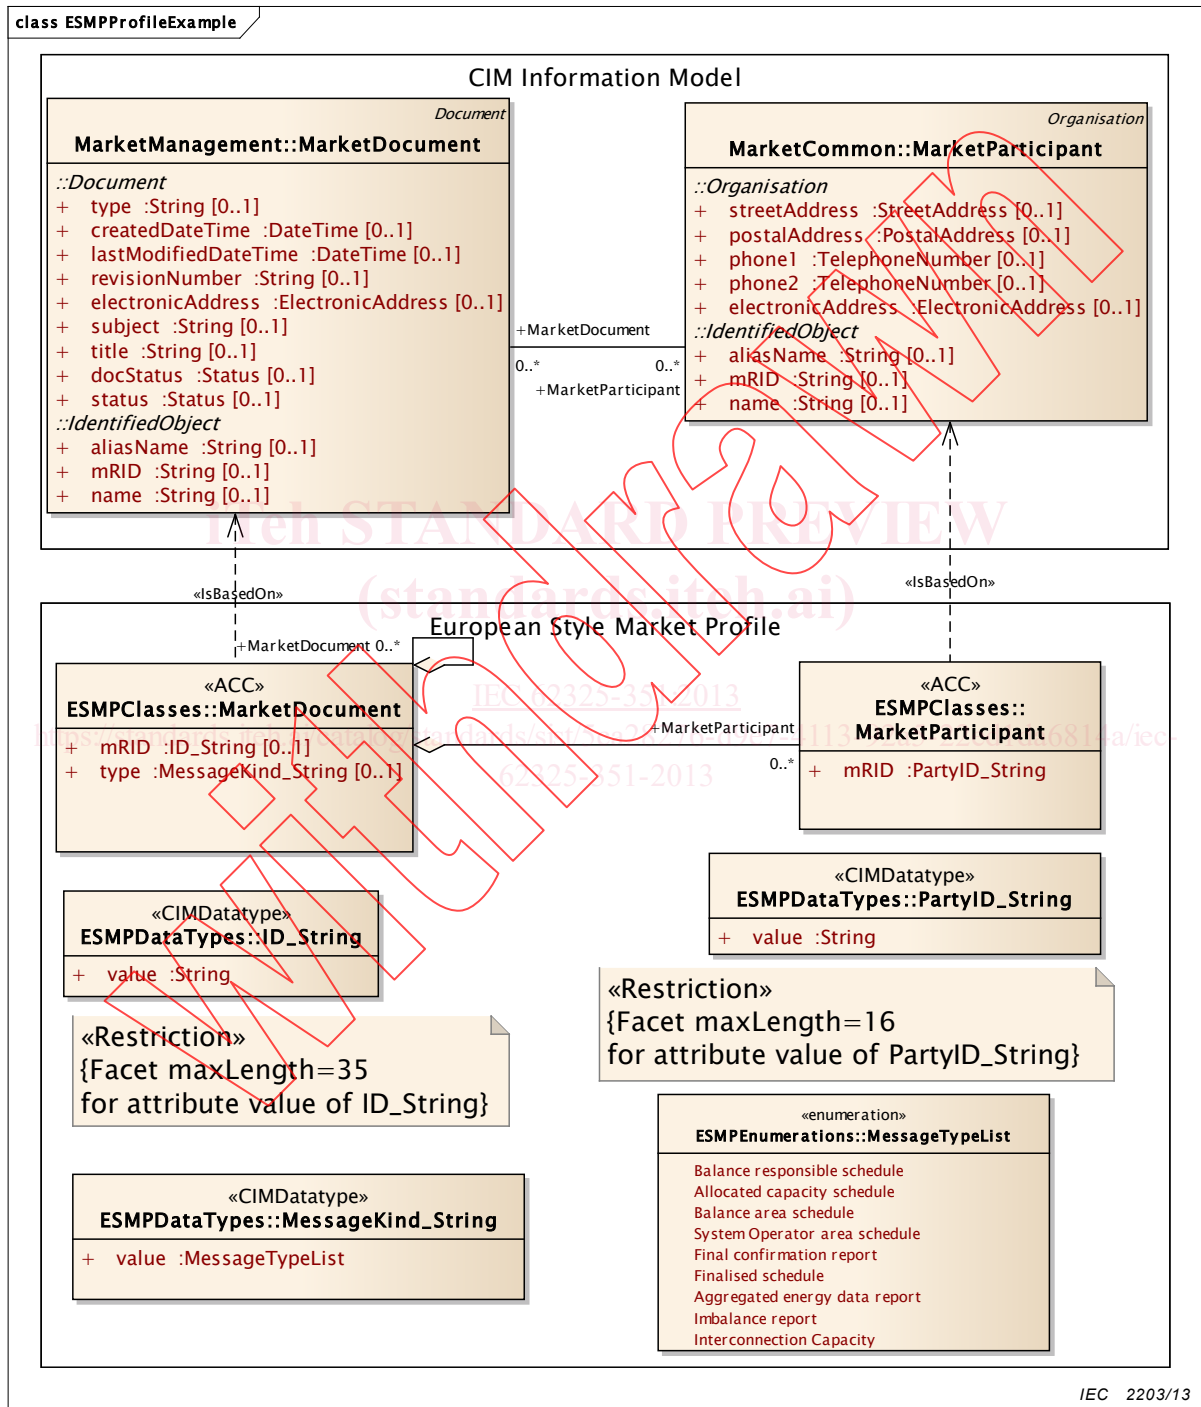 class ESMPProfileExample
CIM Information Model
Document
MarketManagement::MarketDocument
::Document
+ type :String [0..1]
+ createdDateTime :DateTime [0..1]
+ lastModifiedDateTime :DateTime [0..1]
+ revisionNumber :String [0..1]
+ electronicAddress :ElectronicAddress [0..1]
+ subject :String [0..1]
+ title :String [0..1]
+ docStatus :Status [0..1]
+ status :Status [0..1]
::IdentifiedObject
+ aliasName :String [0..1]
+ mRID :String [0..1]
+ name :String [0..1]
+MarketDocument
0..*
0..*
+MarketParticipant
Organisation
MarketCommon::MarketParticipant
::Organisation
+ streetAddress :StreetAddress [0..1]
+ postalAddress :PostalAddress [0..1]
+ phone1 :TelephoneNumber [0..1]
+ phone2 :TelephoneNumber [0..1]
+ electronicAddress :ElectronicAddress [0..1]
::IdentifiedObject
+ aliasName :String [0..1]
+ mRID :String [0..1]
+ name :String [0..1]
iTeh STANDARD PREVIEW
(standards.iteh.ai)
withdrawn
«IsBasedOn»
«IsBasedOn»
European Style Market Profile
+MarketDocument 0..*
«ACC»
ESMPClasses::MarketDocument
+ mRID :ID_String [0..1]
+ type :MessageKind_String [0..1]
IEC 62325-351:2013
62325-351-2013
+MarketParticipant
0..*
«ACC»
ESMPClasses::
MarketParticipant
+ mRID :PartyID_String
«CIMDatatype»
ESMPDataTypes::ID_String
+ value :String
«CIMDatatype»
ESMPDataTypes::PartyID_String
+ value :String
«Restriction»
{Facet maxLength=35
for attribute value of ID_String}
«Restriction»
{Facet maxLength=16
for attribute value of PartyID_String}
«CIMDatatype»
ESMPDataTypes::MessageKind_String
+ value :MessageTypeList
«enumeration»
ESMPEnumerations::MessageTypeList
Balance responsible schedule
Allocated capacity schedule
Balance area schedule
System Operator area schedule
Final confirmation report
Finalised schedule
Aggregated energy data report
Imbalance report
Interconnection Capacity
IEC 2203/13